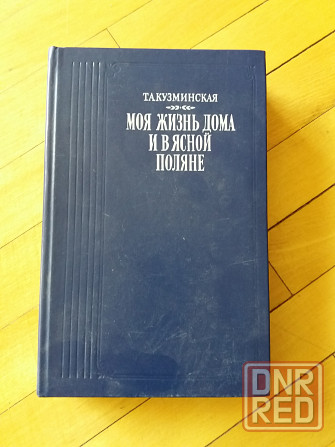 Т.А.КУЗМИНСКАЯ
МОЯ ЖИЗНЬ ДОМА
И В ЯСНОЙ
ПОЛЯНЕ
DNR
RED